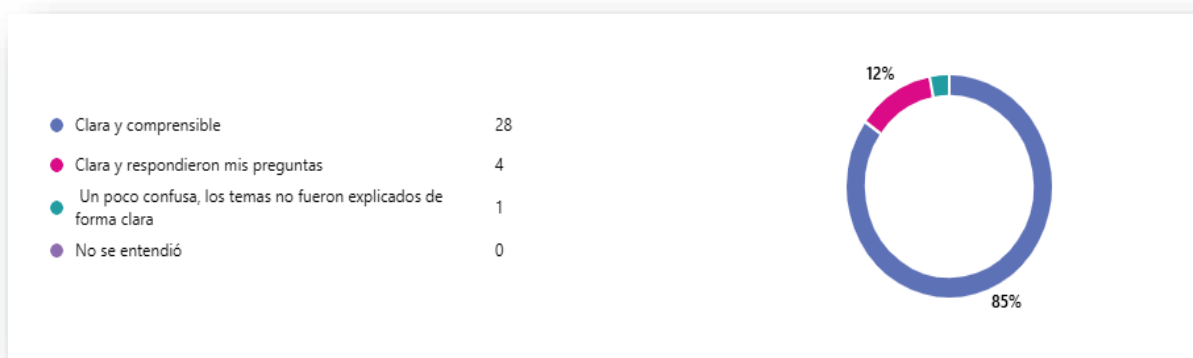 12%
Clara y comprensible 28
Clara y respondieron mis preguntas 4
Un poco confusa, los temas no fueron explicados de
forma clara 1
No se entendió 0
85%